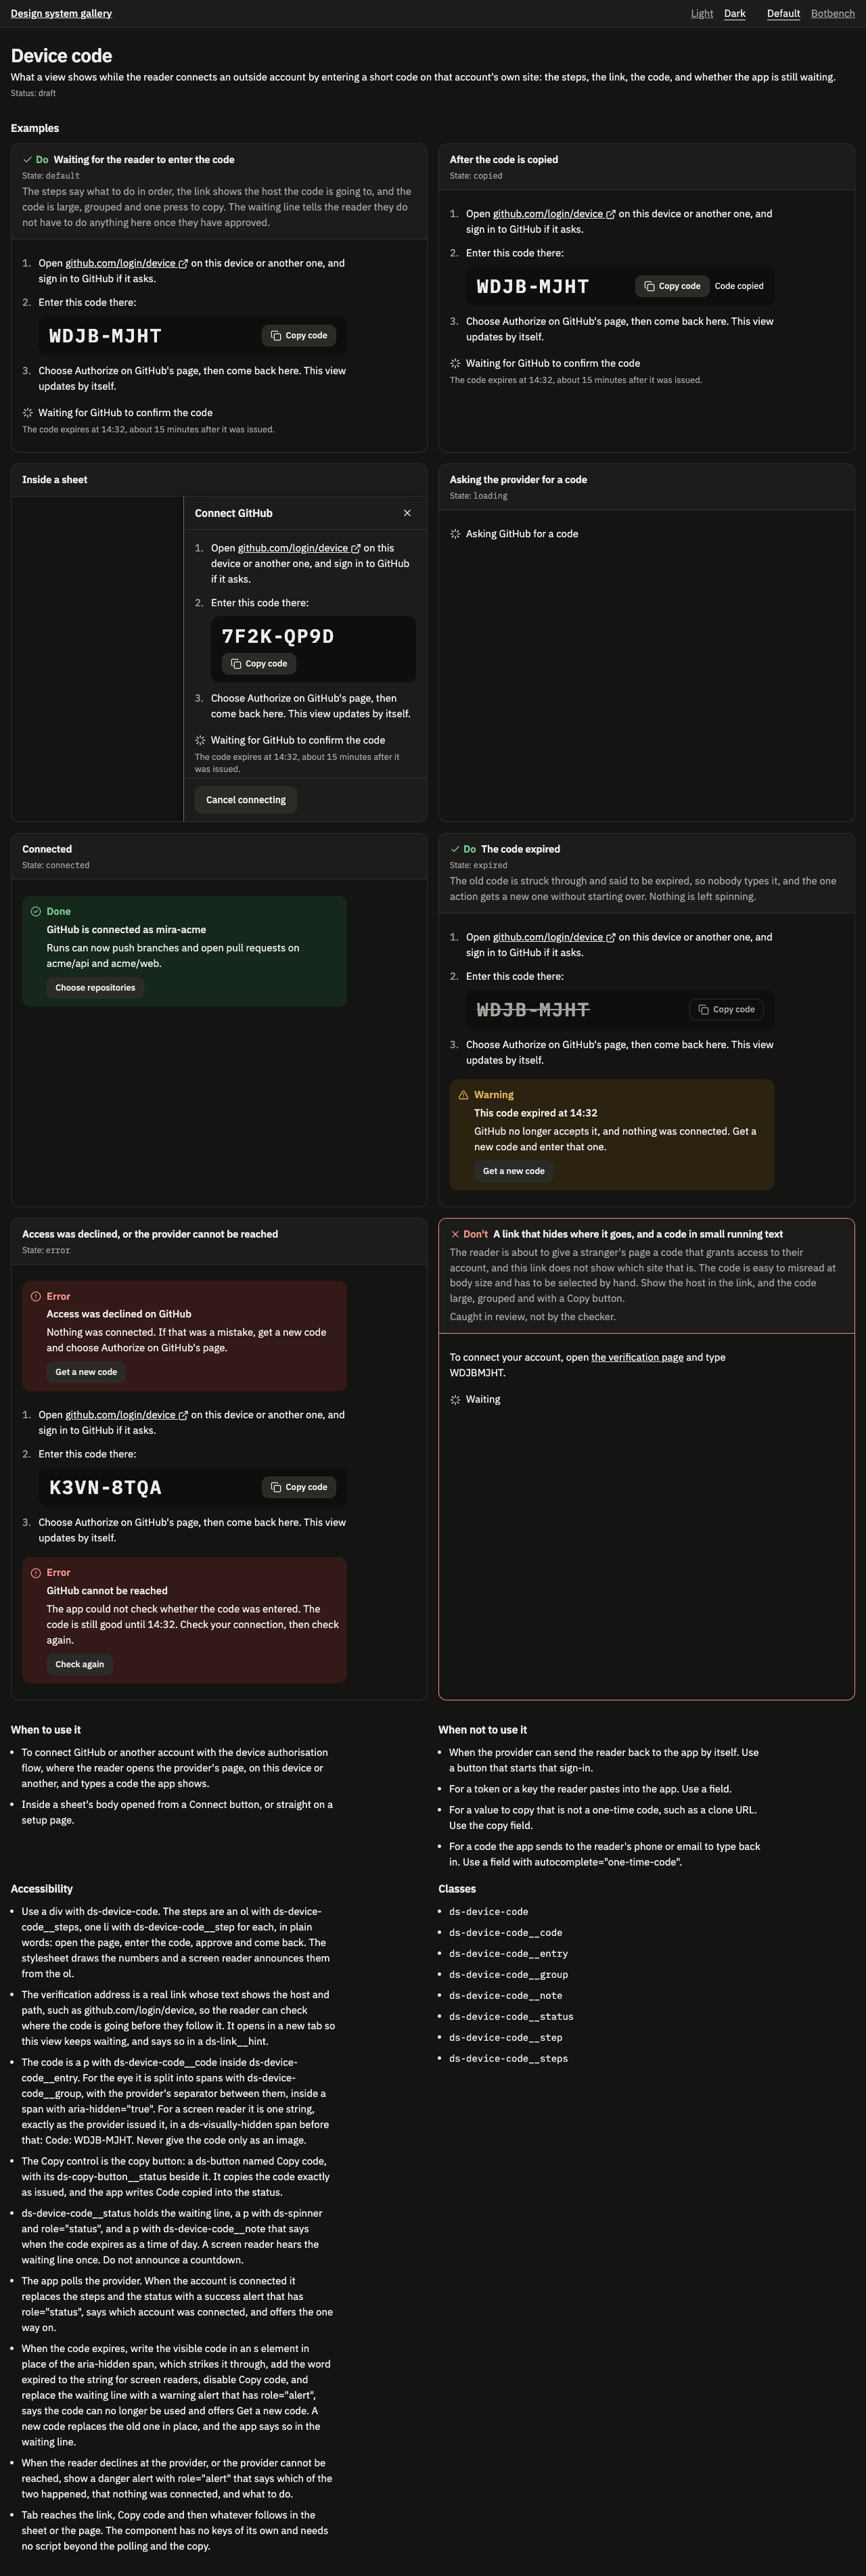 Design system gallery
Light Dark Default Botbench
Device code
What a view shows while the reader connects an outside account by entering a short code on that account's own site: the steps, the link, the code, and whether the app is still waiting.
Status: draft
Examples
Do Waiting for the reader to enter the code
State: default
The steps say what to do in order, the link shows the host the code is going to, and the
code is large, grouped and one press to copy. The waiting line tells the reader they do
not have to do anything here once they have approved.
1. Open github.com/login/device on this device or another one, and
sign in to GitHub if it asks.
2. Enter this code there:
WDJB-MJHT Copy code
3. Choose Authorize on GitHub's page, then come back here. This view
updates by itself.
Waiting for GitHub to confirm the code
The code expires at 14:32, about 15 minutes after it was issued.
After the code is copied
State: copied
1. Open github.com/login/device on this device or another one, and
sign in to GitHub if it asks.
2. Enter this code there:
WDJB-MJHT Copy code Code copied
3. Choose Authorize on GitHub's page, then come back here. This view
updates by itself.
Waiting for GitHub to confirm the code
The code expires at 14:32, about 15 minutes after it was issued.
Inside a sheet
Connect GitHub
1. Open github.com/login/device on this
device or another one, and sign in to GitHub
if it asks.
2. Enter this code there:
7F2K-QP9D
Copy code
3. Choose Authorize on GitHub's page, then
come back here. This view updates by itself.
Waiting for GitHub to confirm the code
The code expires at 14:32, about 15 minutes after it
was issued.
Cancel connecting
Asking the provider for a code
State: loading
Asking GitHub for a code
Connected
State: connected
Done
GitHub is connected as mira-acme
Runs can now push branches and open pull requests on
acme/api and acme/web.
Choose repositories
Do The code expired
State: expired
The old code is struck through and said to be expired, so nobody types it, and the one
action gets a new one without starting over. Nothing is left spinning.
1. Open github.com/login/device on this device or another one, and
sign in to GitHub if it asks.
2. Enter this code there:
WDJB-MJHT Copy code
3. Choose Authorize on GitHub's page, then come back here. This view
updates by itself.
Warning
This code expired at 14:32
GitHub no longer accepts it, and nothing was connected. Get a
new code and enter that one.
Get a new code
Access was declined, or the provider cannot be reached
State: error
Error
Access was declined on GitHub
Nothing was connected. If that was a mistake, get a new code
and choose Authorize on GitHub's page.
Get a new code
1. Open github.com/login/device on this device or another one, and
sign in to GitHub if it asks.
2. Enter this code there:
K3VN-8TQA Copy code
3. Choose Authorize on GitHub's page, then come back here. This view
updates by itself.
Error
GitHub cannot be reached
The app could not check whether the code was entered. The
code is still good until 14:32. Check your connection, then check
again.
Check again
Don't A link that hides where it goes, and a code in small running text
The reader is about to give a stranger's page a code that grants access to their
account, and this link does not show which site that is. The code is easy to misread at
body size and has to be selected by hand. Show the host in the link, and the code
large, grouped and with a Copy button.
Caught in review, not by the checker.
To connect your account, open the verification page and type
WDJBMJHT.
Waiting
When to use it
• To connect GitHub or another account with the device authorisation
flow, where the reader opens the provider's page, on this device or
another, and types a code the app shows.
• Inside a sheet's body opened from a Connect button, or straight on a
setup page.
When not to use it
• When the provider can send the reader back to the app by itself. Use
a button that starts that sign-in.
• For a token or a key the reader pastes into the app. Use a field.
• For a value to copy that is not a one-time code, such as a clone URL.
Use the copy field.
• For a code the app sends to the reader's phone or email to type back
in. Use a field with autocomplete="one-time-code".
Accessibility
• Use a div with ds-device-code. The steps are an ol with ds-device-
code__steps, one li with ds-device-code__step for each, in plain
words: open the page, enter the code, approve and come back. The
stylesheet draws the numbers and a screen reader announces them
from the ol.
• The verification address is a real link whose text shows the host and
path, such as github.com/login/device, so the reader can check
where the code is going before they follow it. It opens in a new tab so
this view keeps waiting, and says so in a ds-link__hint.
• The code is a p with ds-device-code__code inside ds-device-
code__entry. For the eye it is split into spans with ds-device-
code__group, with the provider's separator between them, inside a
span with aria-hidden="true". For a screen reader it is one string,
exactly as the provider issued it, in a ds-visually-hidden span before
that: Code: WDJB-MJHT. Never give the code only as an image.
• The Copy control is the copy button: a ds-button named Copy code,
with its ds-copy-button__status beside it. It copies the code exactly
as issued, and the app writes Code copied into the status.
• ds-device-code__status holds the waiting line, a p with ds-spinner
and role="status", and a p with ds-device-code__note that says
when the code expires as a time of day. A screen reader hears the
waiting line once. Do not announce a countdown.
• The app polls the provider. When the account is connected it
replaces the steps and the status with a success alert that has
role="status", says which account was connected, and offers the one
way on.
• When the code expires, write the visible code in an s element in
place of the aria-hidden span, which strikes it through, add the word
expired to the string for screen readers, disable Copy code, and
replace the waiting line with a warning alert that has role="alert",
says the code can no longer be used and offers Get a new code. A
new code replaces the old one in place, and the app says so in the
waiting line.
• When the reader declines at the provider, or the provider cannot be
reached, show a danger alert with role="alert" that says which of the
two happened, that nothing was connected, and what to do.
• Tab reaches the link, Copy code and then whatever follows in the
sheet or the page. The component has no keys of its own and needs
no script beyond the polling and the copy.
Classes
• ds-device-code
• ds-device-code__code
• ds-device-code__entry
• ds-device-code__group
• ds-device-code__note
• ds-device-code__status
• ds-device-code__step
• ds-device-code__steps